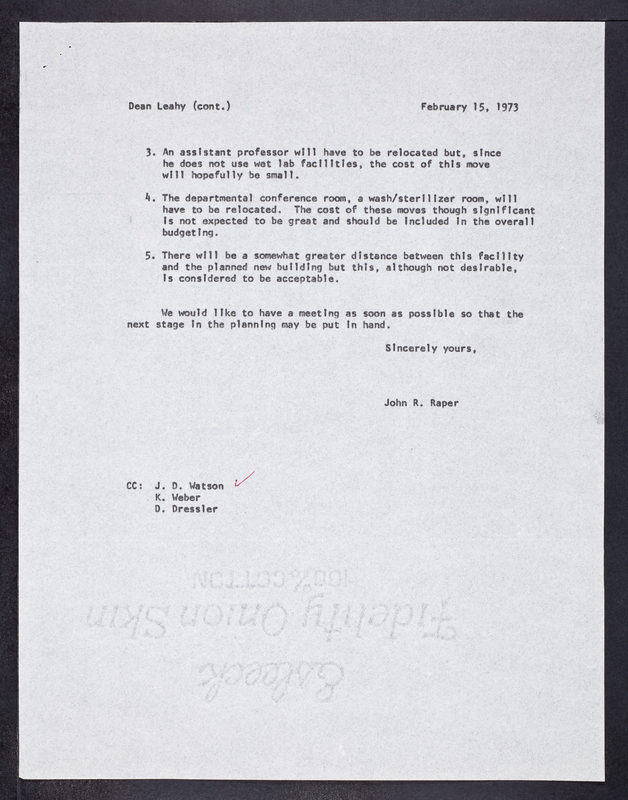 Dean Leahy (cont.) February 15, 1973
3. An assistant professor will have to be relocated but, since
he does not use wet lab facilities, the cost of this move
will hopefully be small.
4. The departmental conference room, a wash/sterilizer room, will
have to be relocated. The cost of these moves though significant
is not expected to be great and should be included in the overall
budgeting.
5. There will be a somewhat greater distance between this facility
and the planned new building but this, although not desirable,
is considered to be acceptable.
We would like to have a meeting as soon as possible so that the
next stage in the planning may be put in hand.
Sincerely yours,
John R. Raper
CC: J. D. Watson
K. Weber
D. Dressler
100% COTTON
Fidelity Onion Skin
Esleeck